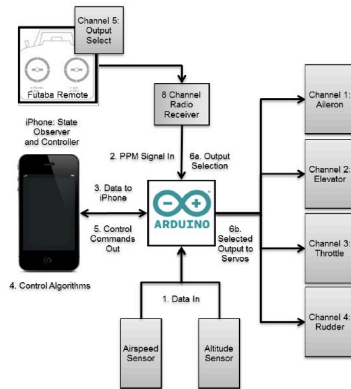 Channel 5:
Output
Select
Futaba Remote
8 Channel
Radio
Receiver
Channel 1:
Aileron
iPhone: State
Observer
and Controller
2. PPM Signal In
6a. Output
Selection
Channel 2:
Elevator
3. Data to
iPhone
ARDUINO
5. Control
Commands
Out
6b.
Selected
Output to
Servos
Channel 3:
Throttle
4. Control Algorithms
1. Data In
Channel 4:
Rudder
Airspeed
Sensor
Altitude
Sensor